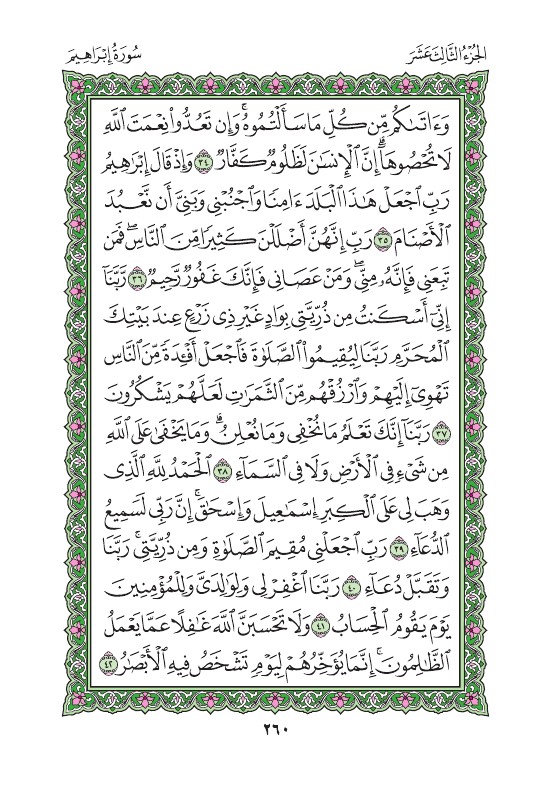 الجُزْءُ الثَّالِثَ عَشَرَ
سُورَةُ إِبْرَاهِيمَ
وَءَاتَىٰكُم مِّن كُلِّ مَا سَأَلْتُمُوهُۚ وَإِن تَعُدُّوا۟ نِعْمَتَ ٱللَّهِ
لَا تُحْصُوهَآۗ إِنَّ ٱلْإِنسَٰنَ لَظَلُومٌ كَفَّارٌ ٣٤ وَإِذْ قَالَ إِبْرَٰهِيمُ
رَبِّ ٱجْعَلْ هَٰذَا ٱلْبَلَدَ ءَامِنًا وَٱجْنُبْنِى وَبَنِىَّ أَن نَّعْبُدَ
ٱلْأَصْنَامَ ٣٥ رَبِّ إِنَّهُنَّ أَضْلَلْنَ كَثِيرًا مِّنَ ٱلنَّاسِۖ فَمَن
تَبِعَنِى فَإِنَّهُۥ مِنِّىۖ وَمَنْ عَصَانِى فَإِنَّكَ غَفُورٌ رَّحِيمٌ ٣٦ رَّبَّنَآ
إِنِّىٓ أَسْكَنتُ مِن ذُرِّيَّتِى بِوَادٍ غَيْرِ ذِى زَرْعٍ عِندَ بَيْتِكَ
ٱلْمُحَرَّمِ رَبَّنَا لِيُقِيمُوا۟ ٱلصَّلَوٰةَ فَٱجْعَلْ أَفْـِٔدَةً مِّنَ ٱلنَّاسِ
تَهْوِىٓ إِلَيْهِمْ وَٱرْزُقْهُم مِّنَ ٱلثَّمَرَٰتِ لَعَلَّهُمْ يَشْكُرُونَ
٣٧ رَبَّنَآ إِنَّكَ تَعْلَمُ مَا نُخْفِى وَمَا نُعْلِنُۗ وَمَا يَخْفَىٰ عَلَى ٱللَّهِ
مِن شَىْءٍ فِى ٱلْأَرْضِ وَلَا فِى ٱلسَّمَآءِ ٣٨ ٱلْحَمْدُ لِلَّهِ ٱلَّذِى
وَهَبَ لِى عَلَى ٱلْكِبَرِ إِسْمَٰعِيلَ وَإِسْحَٰقَۚ إِنَّ رَبِّى لَسَمِيعُ
ٱلدُّعَآءِ ٣٩ رَبِّ ٱجْعَلْنِى مُقِيمَ ٱلصَّلَوٰةِ وَمِن ذُرِّيَّتِىۚ رَبَّنَا
وَتَقَبَّلْ دُعَآءِ ٤٠ رَبَّنَا ٱغْفِرْ لِى وَلِوَٰلِدَىَّ وَلِلْمُؤْمِنِينَ
يَوْمَ يَقُومُ ٱلْحِسَابُ ٤١ وَلَا تَحْسَبَنَّ ٱللَّهَ غَٰفِلًا عَمَّا يَعْمَلُ
ٱلظَّٰلِمُونَۚ إِنَّمَا يُؤَخِّرُهُمْ لِيَوْمٍ تَشْخَصُ فِيهِ ٱلْأَبْصَٰرُ ٤٢
٢٦٠